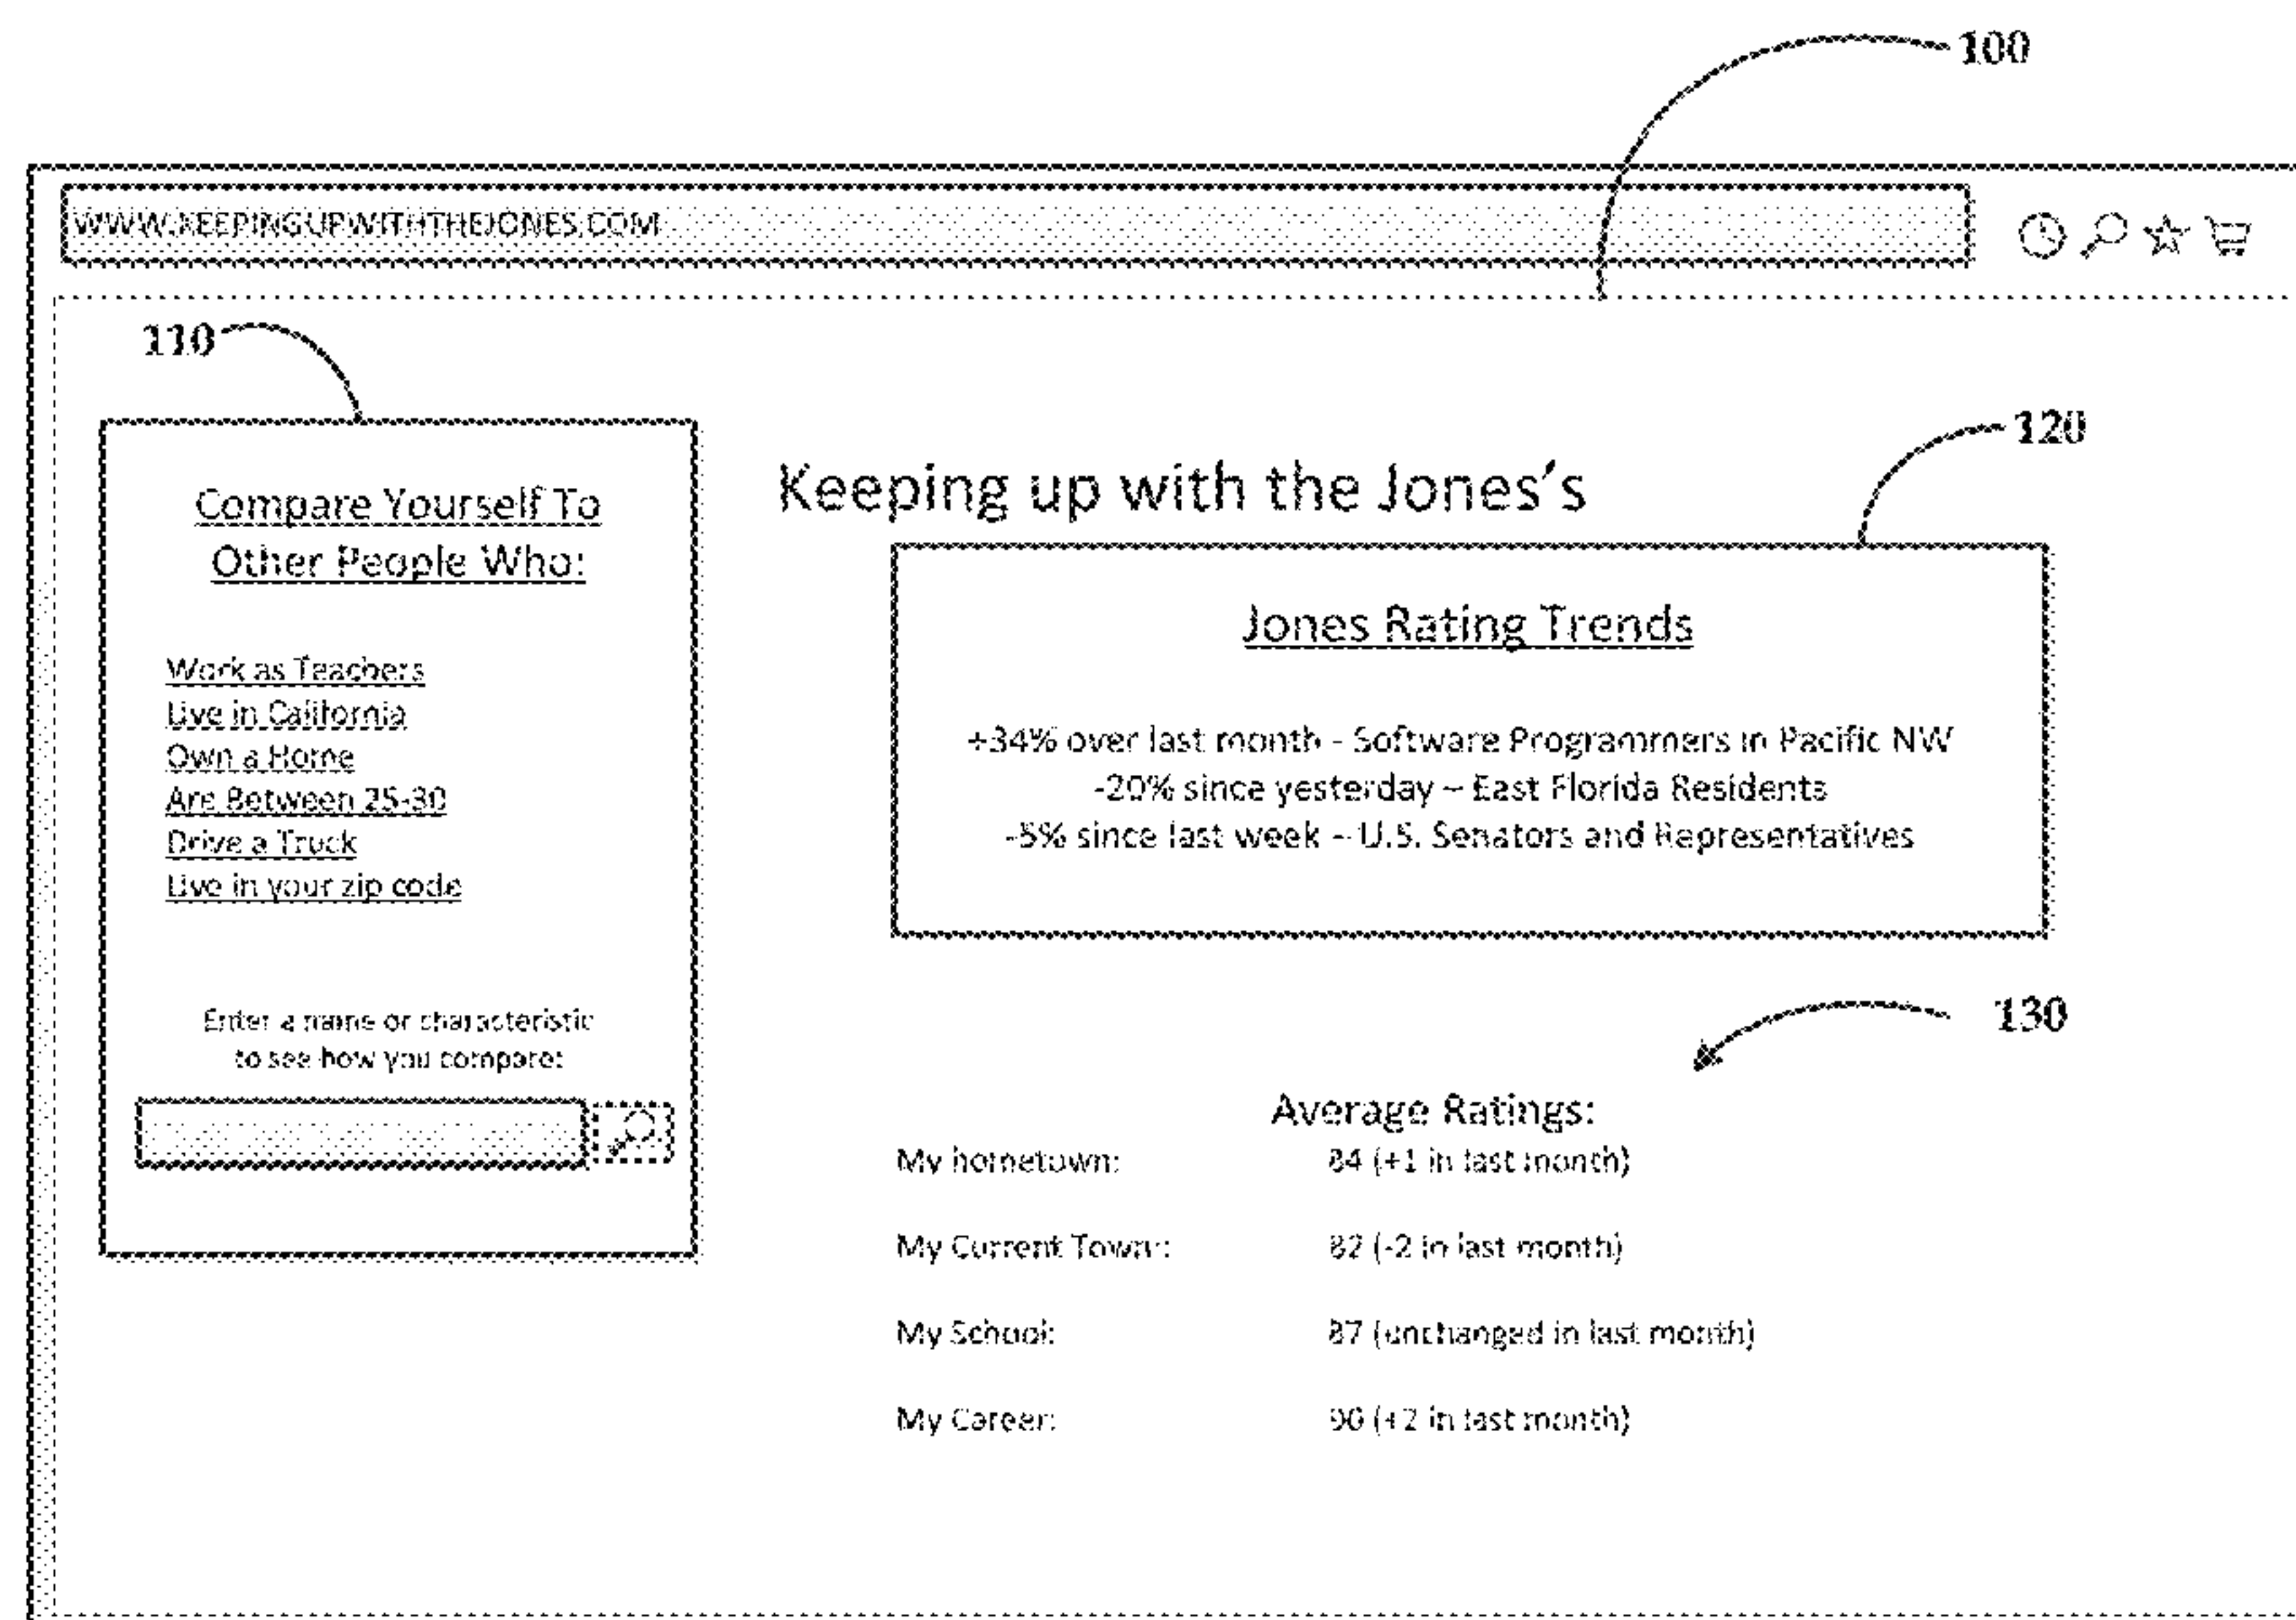 100
WWW.KEEPINGUPWITHTHEJONES.COM
110
Compare Yourself To
Other People Who:
Work as Teachers
Live in California
Own a Home
Are Between 25-30
Drive a Truck
Live in your zip code
Enter a name or characteristic
to see how you compare:
120
Keeping up with the Jones's
Jones Rating Trends
+34% over last month - Software Programmers in Pacific NW
-20% since yesterday – East Florida Residents
-5% since last week – U.S. Senators and Representatives
130
Average Ratings:
My hometown: 84 (+1 in last month)
My Current Town: 82 (-2 in last month)
My School: 87 (unchanged in last month)
My Career: 90 (+2 in last month)